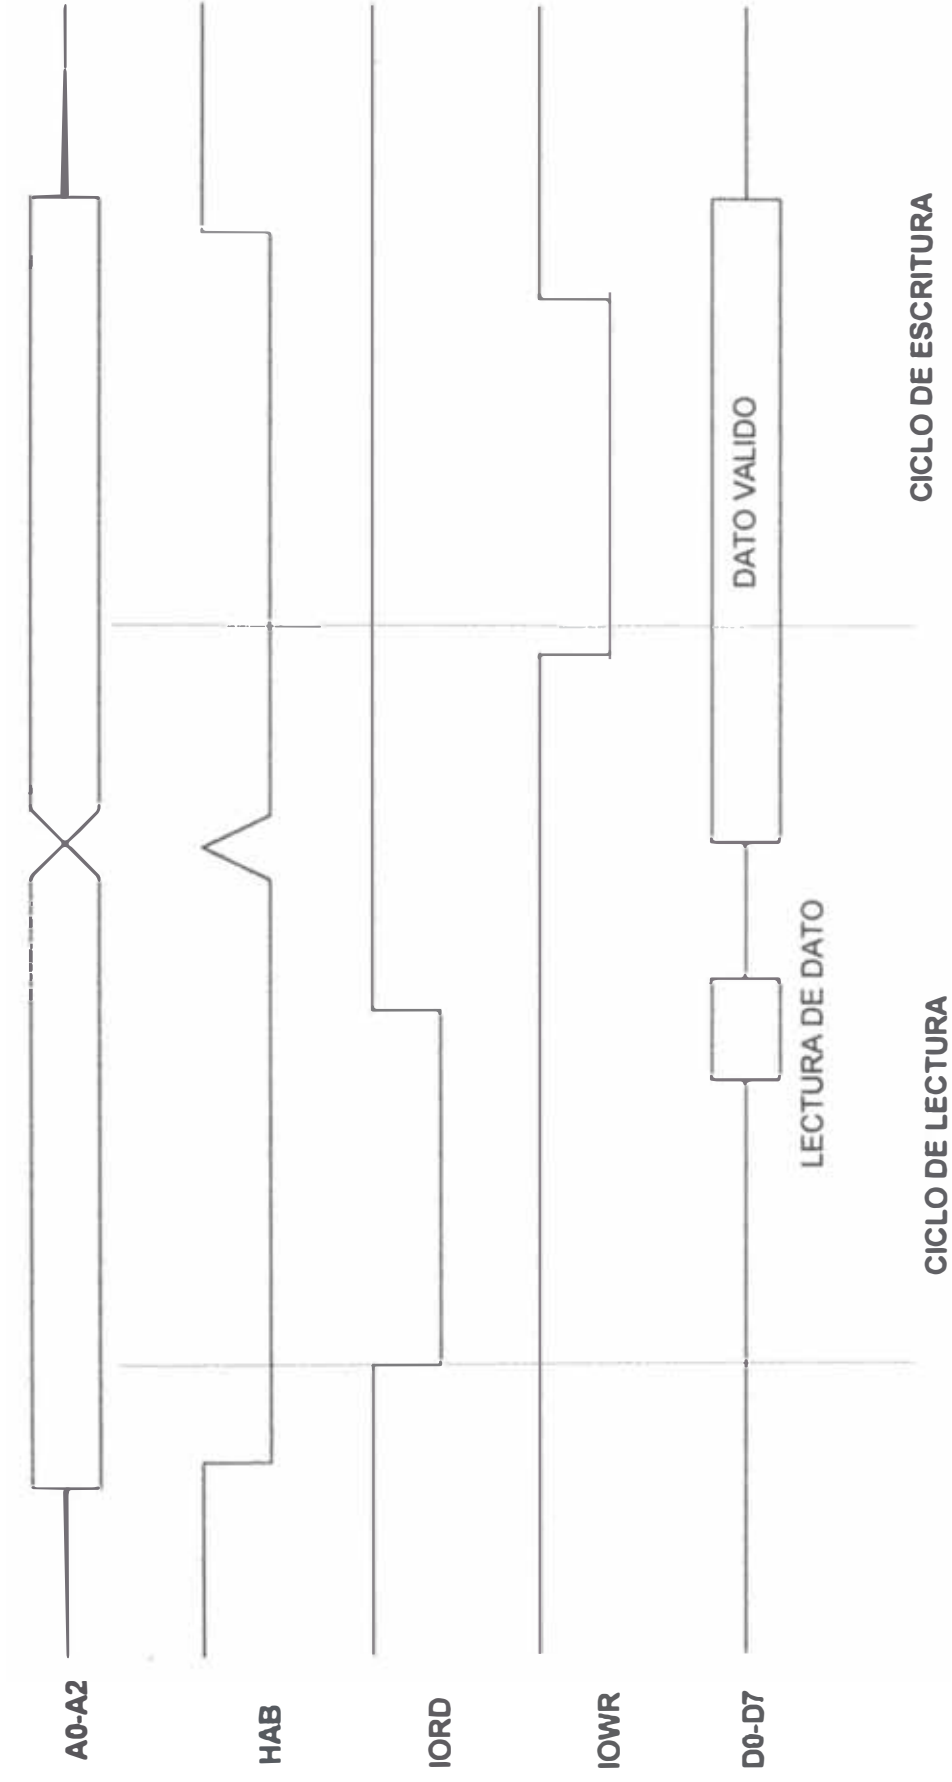 A0-A2
HAB
IORD
IOWR
D0-D7
DATO VALIDO
LECTURA DE DATO
CICLO DE LECTURA
CICLO DE ESCRITURA